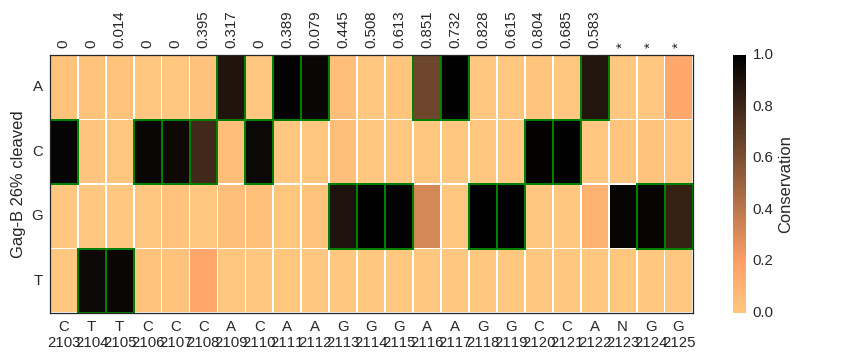 0 0 0.014 0 0 0.395 0.317 0 0.389 0.079 0.445 0.508 0.613 0.851 0.732 0.828 0.615 0.804 0.685 0.583 * * *
Gag-B 26% cleaved
A
C
G
T
C T T C C C A C A A G G G A A G G C C A N G G
2103 2104 2105 2106 2107 2108 2109 2110 2111 2112 2113 2114 2115 2116 2117 2118 2119 2120 2121 2122 2123 2124 2125
1.0
0.8
0.6
0.4
0.2
0.0
Conservation